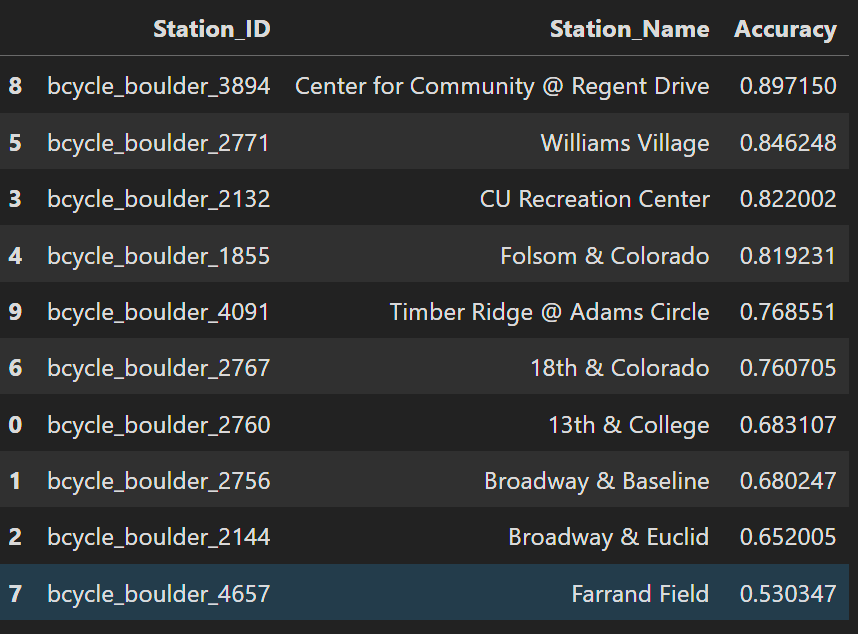 Station_ID Station_Name Accuracy
8 bcycle_boulder_3894 Center for Community @ Regent Drive 0.897150
5 bcycle_boulder_2771 Williams Village 0.846248
3 bcycle_boulder_2132 CU Recreation Center 0.822002
4 bcycle_boulder_1855 Folsom & Colorado 0.819231
9 bcycle_boulder_4091 Timber Ridge @ Adams Circle 0.768551
6 bcycle_boulder_2767 18th & Colorado 0.760705
0 bcycle_boulder_2760 13th & College 0.683107
1 bcycle_boulder_2756 Broadway & Baseline 0.680247
2 bcycle_boulder_2144 Broadway & Euclid 0.652005
7 bcycle_boulder_4657 Farrand Field 0.530347